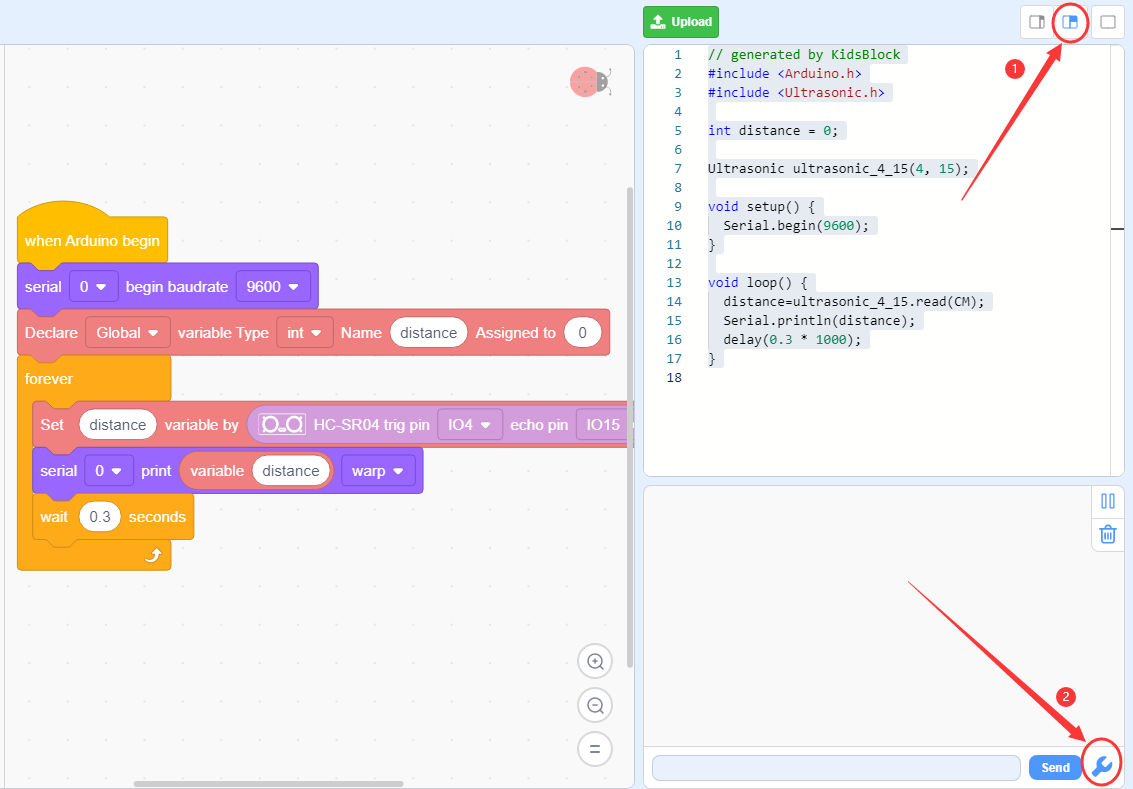 Upload
1
when Arduino begin
serial 0 begin baudrate 9600
Declare Global variable Type int Name distance Assigned to 0
forever
Set distance variable by HC-SR04 trig pin IO4 echo pin IO15
serial 0 print variable distance warp
wait 0.3 seconds
=
1 // generated by KidsBlock
2 #include <Arduino.h>
3 #include <Ultrasonic.h>
4
5 int distance = 0;
6
7 Ultrasonic ultrasonic_4_15(4, 15);
8
9 void setup() {
10   Serial.begin(9600);
11 }
12
13 void loop() {
14   distance=ultrasonic_4_15.read(CM);
15   Serial.println(distance);
16   delay(0.3 * 1000);
17 }
18
2
Send